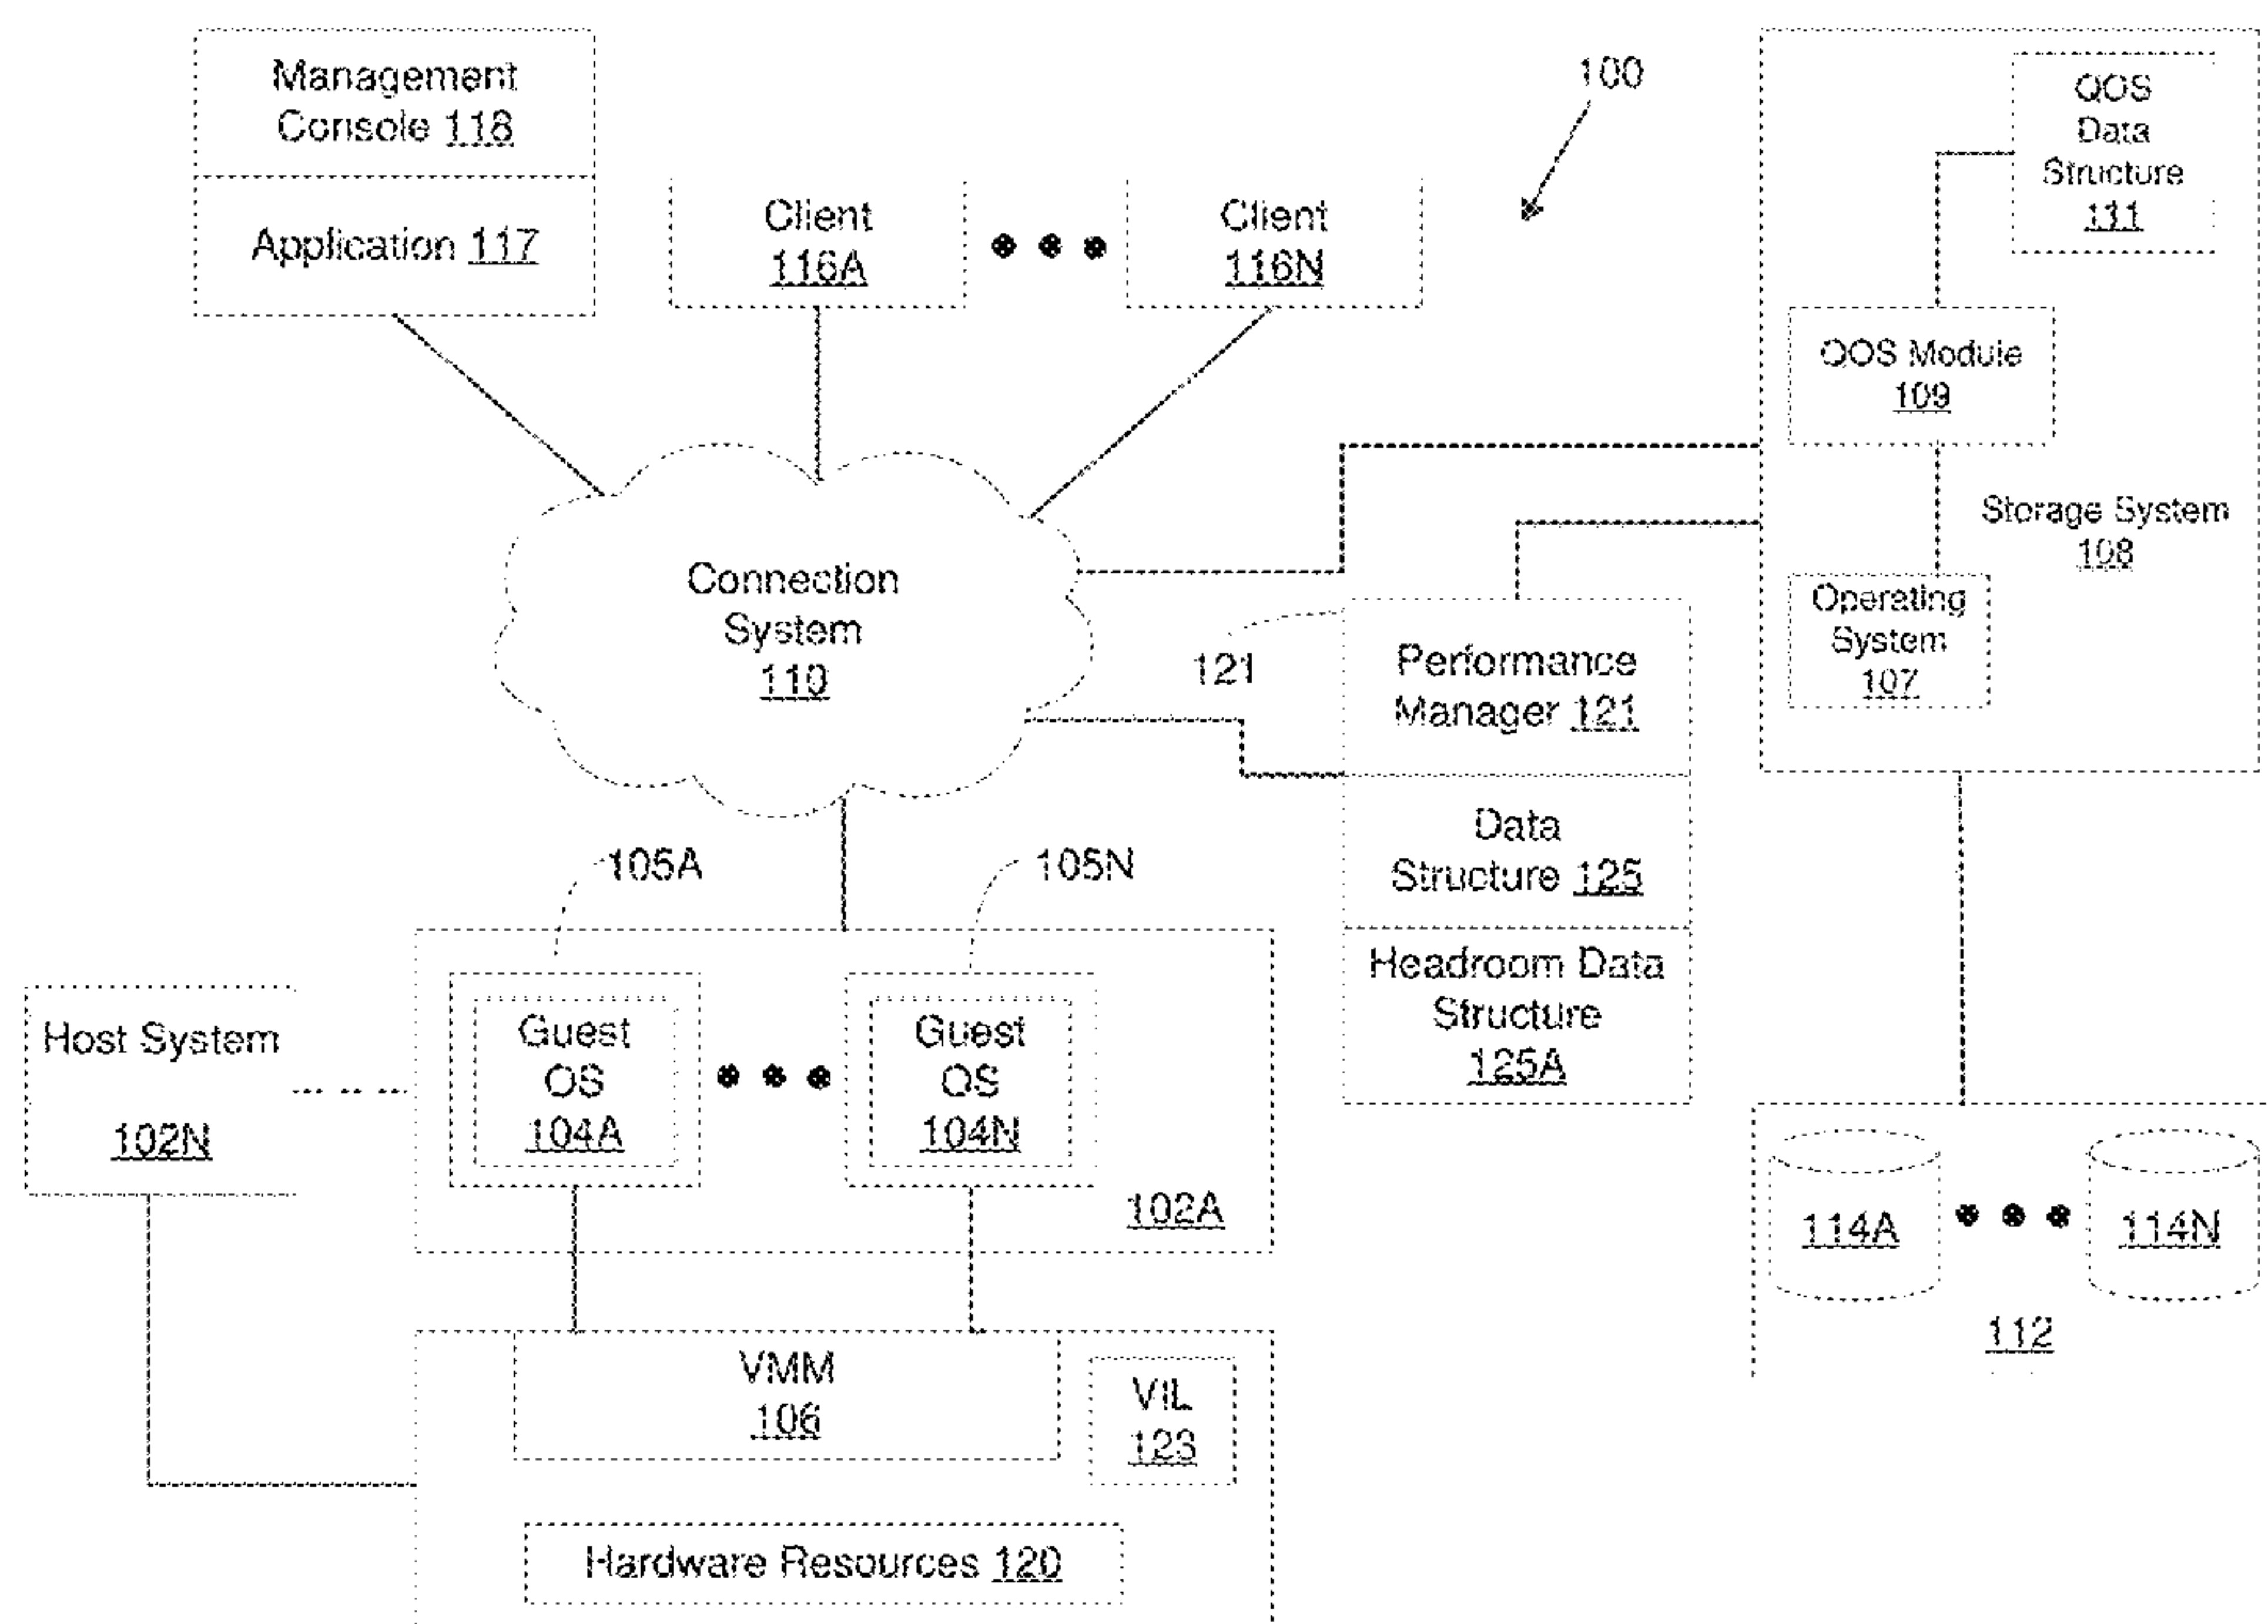 Management
Console 118
Application 117
Client
116A
Client
116N
100
QOS
Data
Structure
111
QOS Module
109
Storage System
108
Operating
System
107
Connection
System
110
121
Performance
Manager 121
Data
Structure 125
Headroom Data
Structure
125A
105A
105N
Host System
102N
Guest
OS
104A
Guest
OS
104N
102A
114A
114N
112
VMM
106
VIL
123
Hardware Resources 120